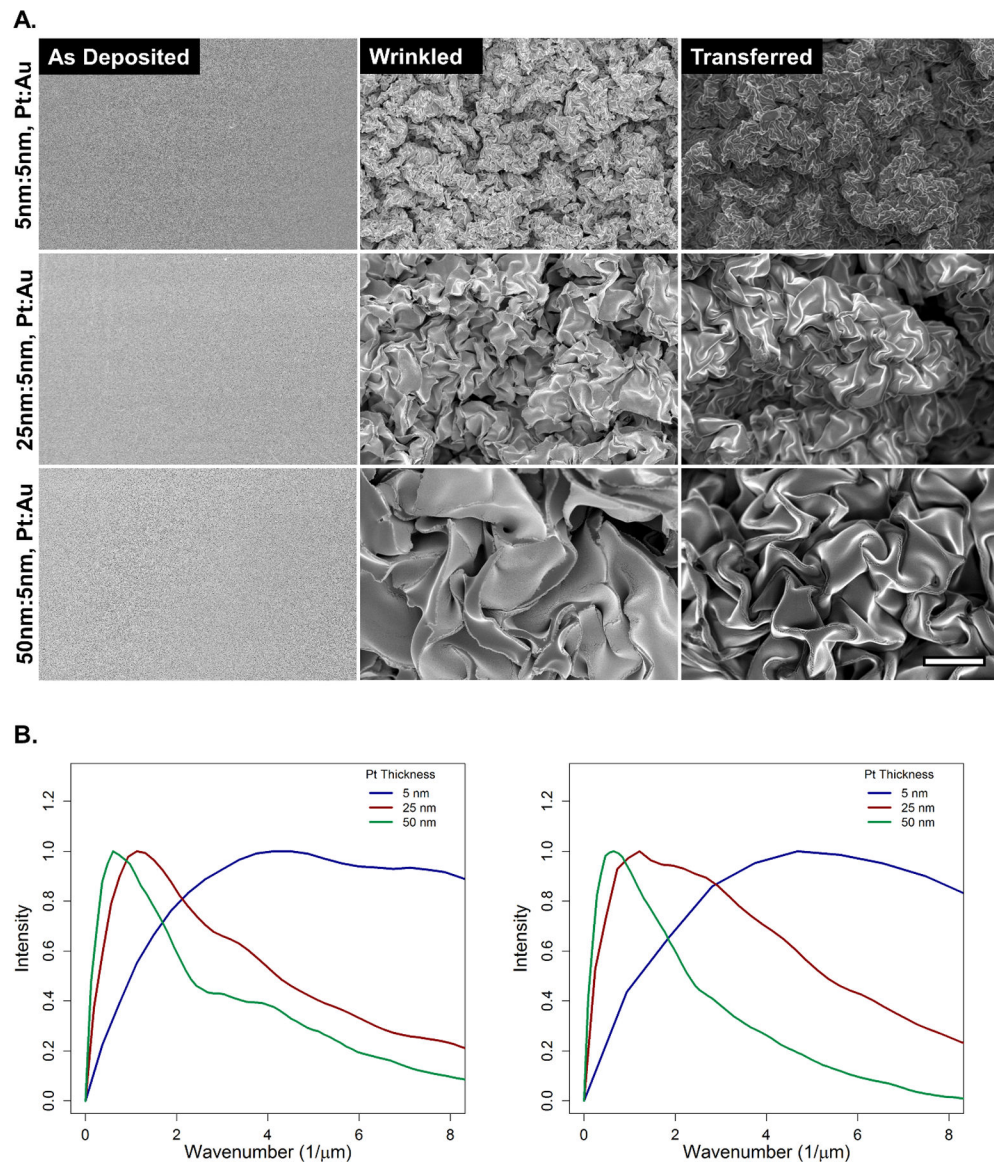 A.
As Deposited
Wrinkled
Transferred
5nm:5nm, Pt:Au
25nm:5nm, Pt:Au
50nm:5nm, Pt:Au
B.
Pt Thickness
5 nm
25 nm
50 nm
Intensity
0.0
0.2
0.4
0.6
0.8
1.0
1.2
0
2
4
6
8
Wavenumber (1/μm)
Pt Thickness
5 nm
25 nm
50 nm
Intensity
0.0
0.2
0.4
0.6
0.8
1.0
1.2
0
2
4
6
8
Wavenumber (1/μm)